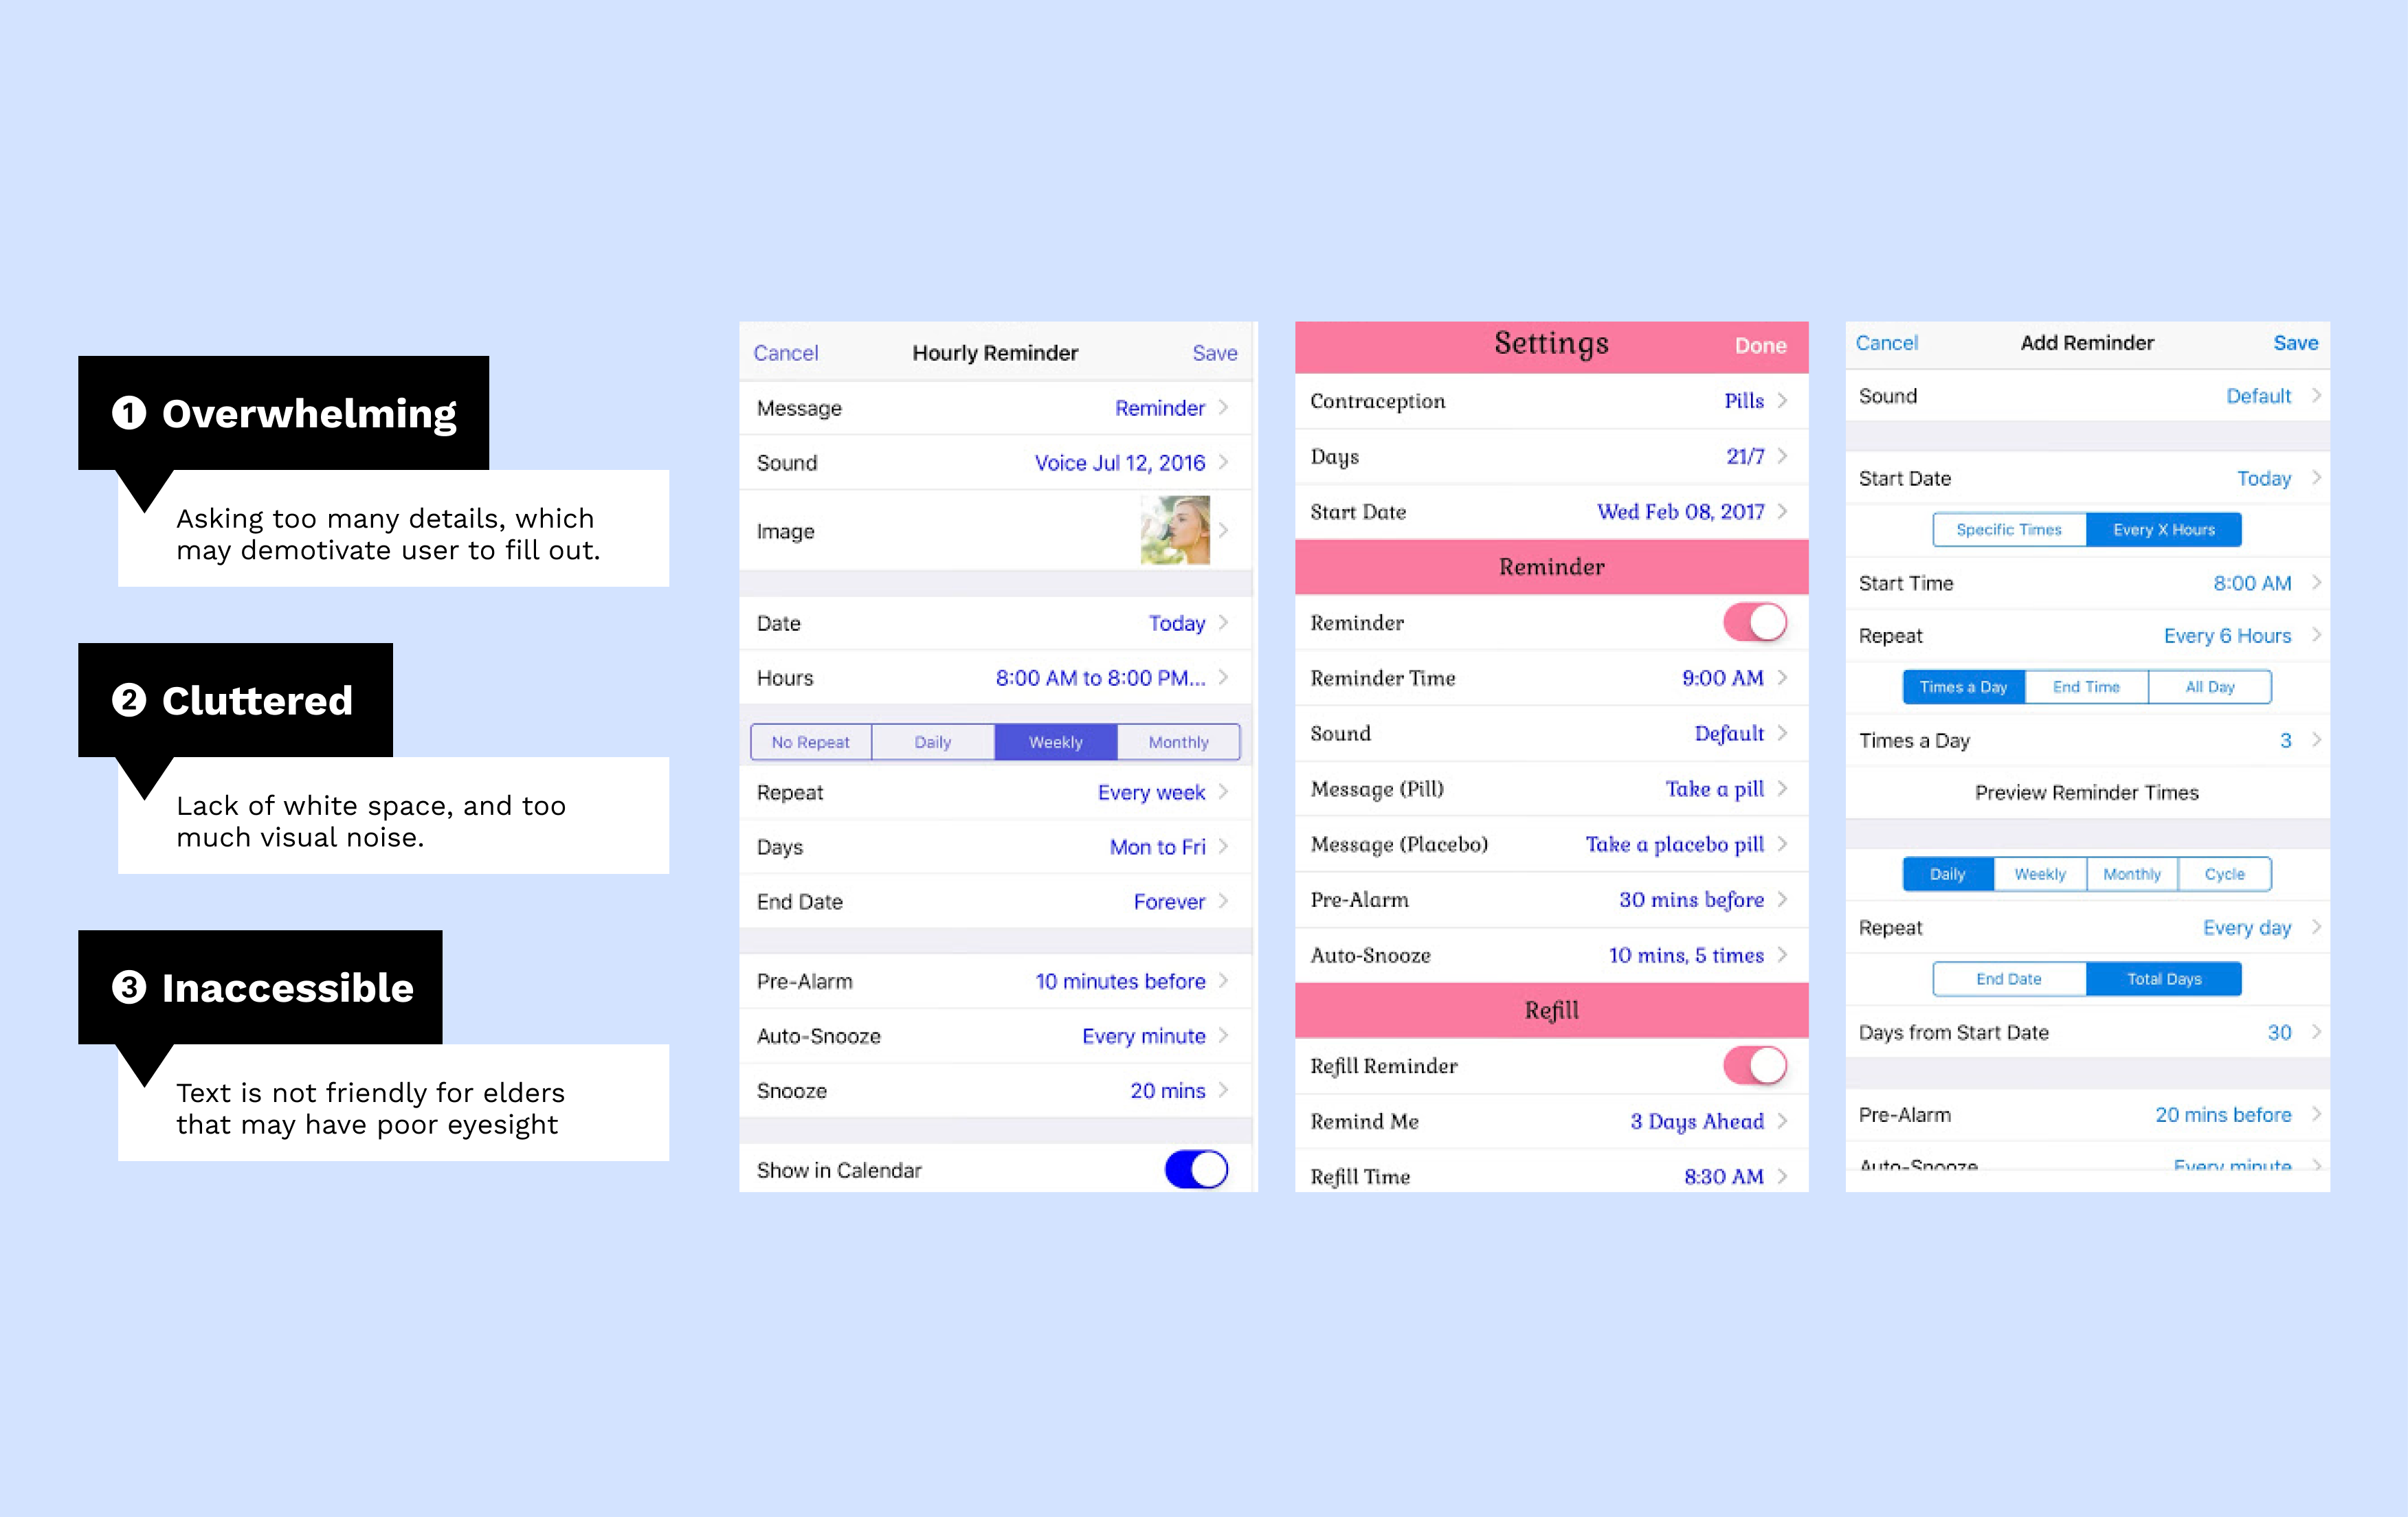 ❶ Overwhelming
Asking too many details, which
may demotivate user to fill out.
❷ Cluttered
Lack of white space, and too
much visual noise.
❸ Inaccessible
Text is not friendly for elders
that may have poor eyesight
Cancel Hourly Reminder Save
Message Reminder
Sound Voice Jul 12, 2016
Image
Date Today
Hours 8:00 AM to 8:00 PM...
No Repeat Daily Weekly Monthly
Repeat Every week
Days Mon to Fri
End Date Forever
Pre-Alarm 10 minutes before
Auto-Snooze Every minute
Snooze 20 mins
Show in Calendar
Settings Done
Contraception Pills
Days 21/7
Start Date Wed Feb 08, 2017
Reminder
Reminder
Reminder Time 9:00 AM
Sound Default
Message (Pill) Take a pill
Message (Placebo) Take a placebo pill
Pre-Alarm 30 mins before
Auto-Snooze 10 mins, 5 times
Refill
Refill Reminder
Remind Me 3 Days Ahead
Refill Time 8:30 AM
Cancel Add Reminder Save
Sound Default
Start Date Today
Specific Times Every X Hours
Start Time 8:00 AM
Repeat Every 6 Hours
Times a Day End Time All Day
Times a Day 3
Preview Reminder Times
Daily Weekly Monthly Cycle
Repeat Every day
End Date Total Days
Days from Start Date 30
Pre-Alarm 20 mins before
Auto-Snooze Every minute